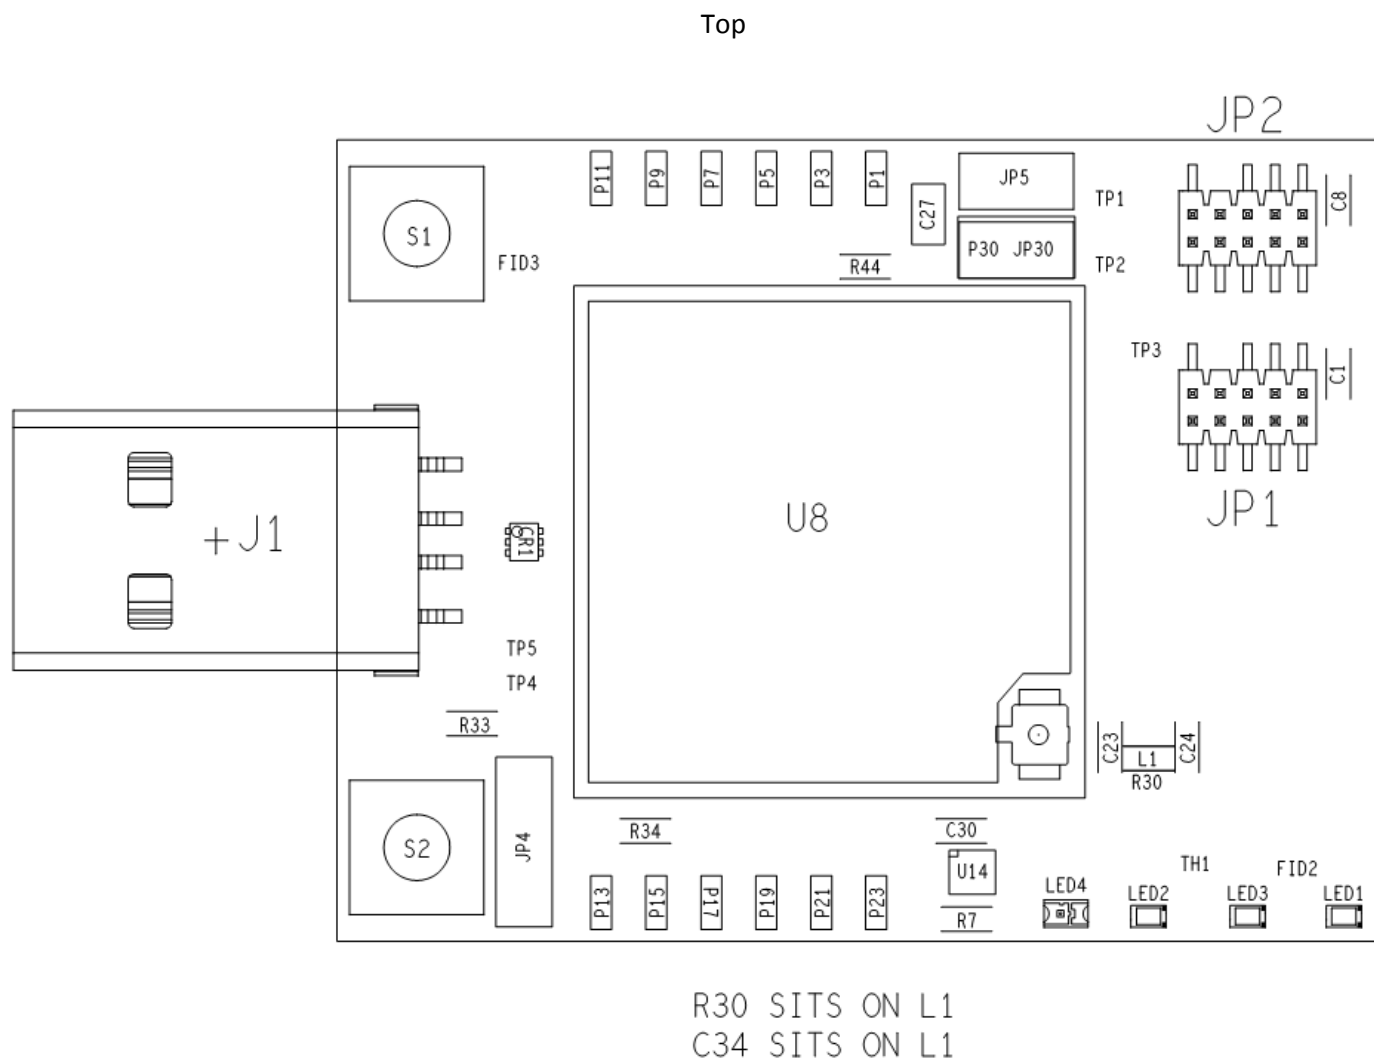 Top
JP2
P11
P9
P7
P5
P3
P1
C27
JP5
TP1
C8
S1
FID3
R44
P30 JP30
TP2
TP3
C1
JP1
U8
+J1
CR1
TP5
TP4
R33
C23
L1
C24
R30
S2
JP4
R34
C30
U14
TH1
FID2
P13
P15
P17
P19
P21
P23
R7
LED4
LED2
LED3
LED1
R30 SITS ON L1
C34 SITS ON L1